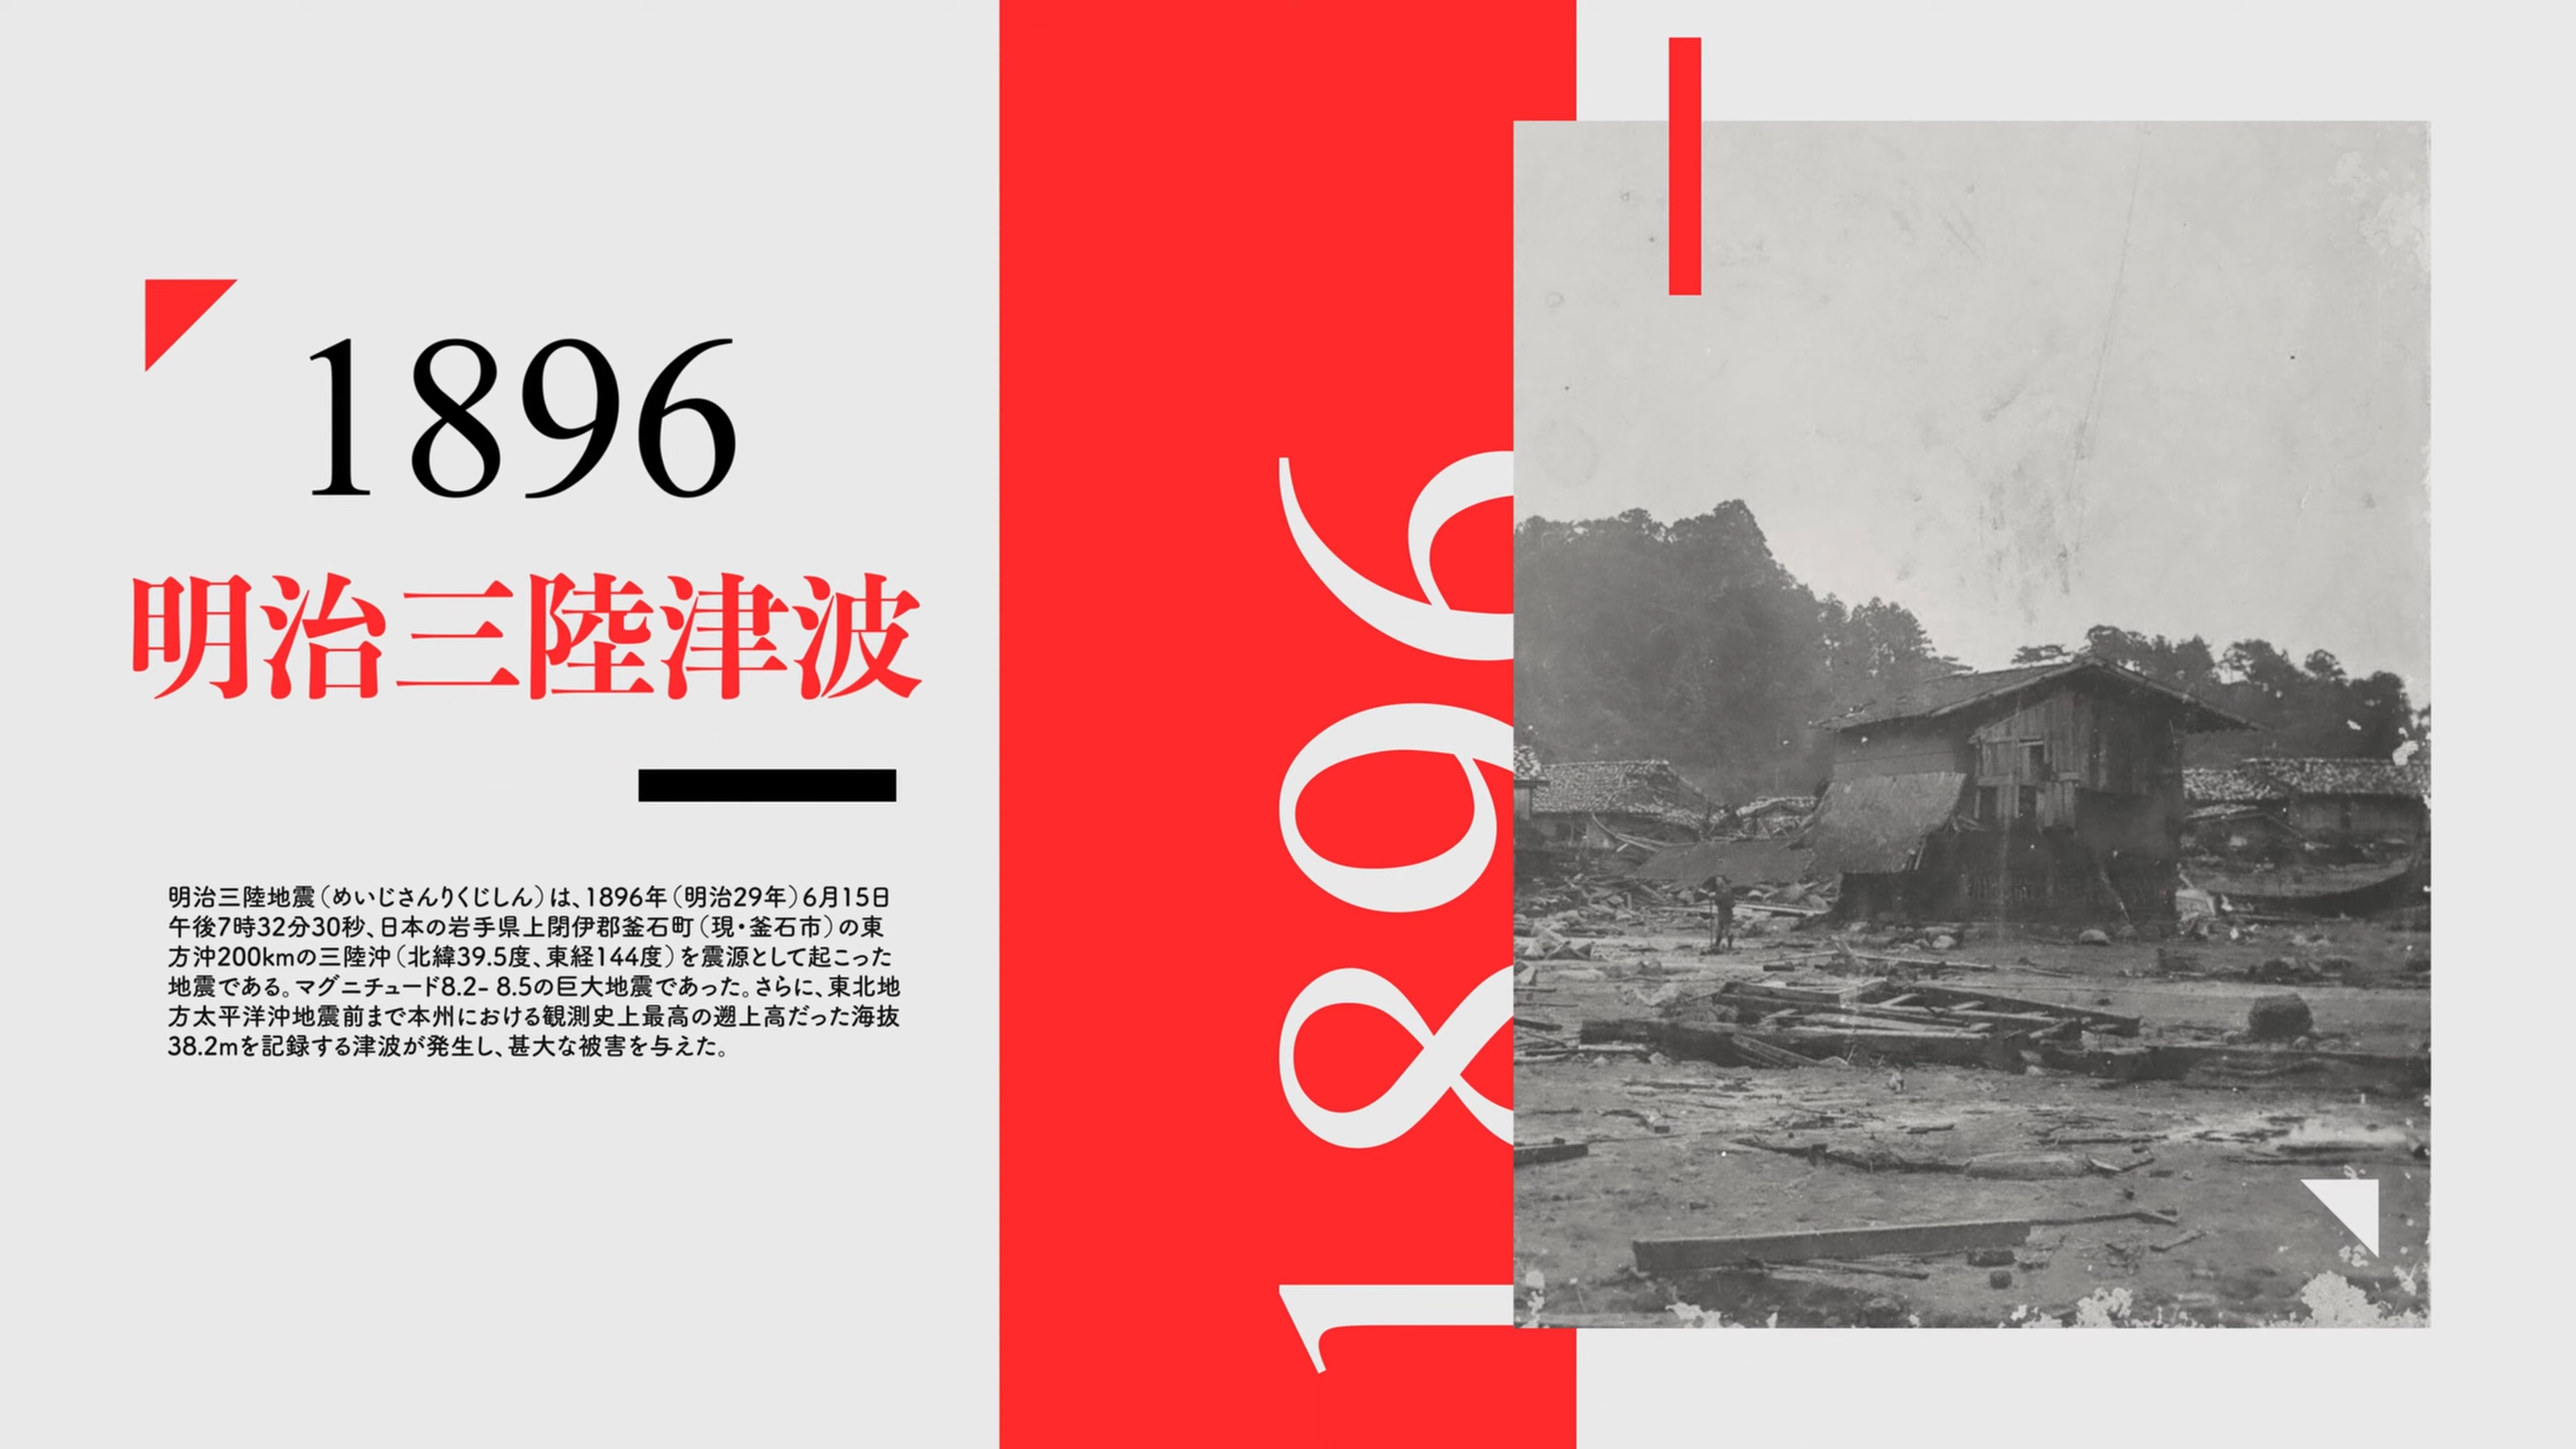 1896
明治三陸津波
明治三陸地震（めいじさんりくじしん）は、1896年（明治29年）6月15日
午後7時32分30秒、日本の岩手県上閉伊郡釜石町（現・釜石市）の東
方沖200kmの三陸沖（北緯39.5度、東経144度）を震源として起こった
地震である。マグニチュード8.2- 8.5の巨大地震であった。さらに、東北地
方太平洋沖地震前まで本州における観測史上最高の遡上高だった海抜
38.2mを記録する津波が発生し、甚大な被害を与えた。
1896